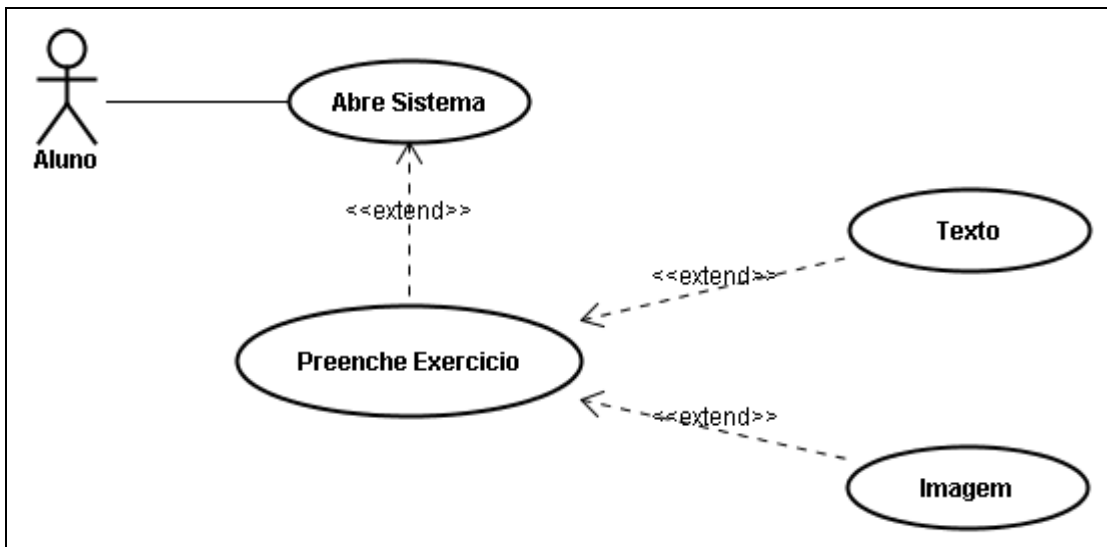 Abre Sistema
Aluno
<<extend>>
Texto
<<extend>>
Preenche Exercicio
<<extend>>
Imagem